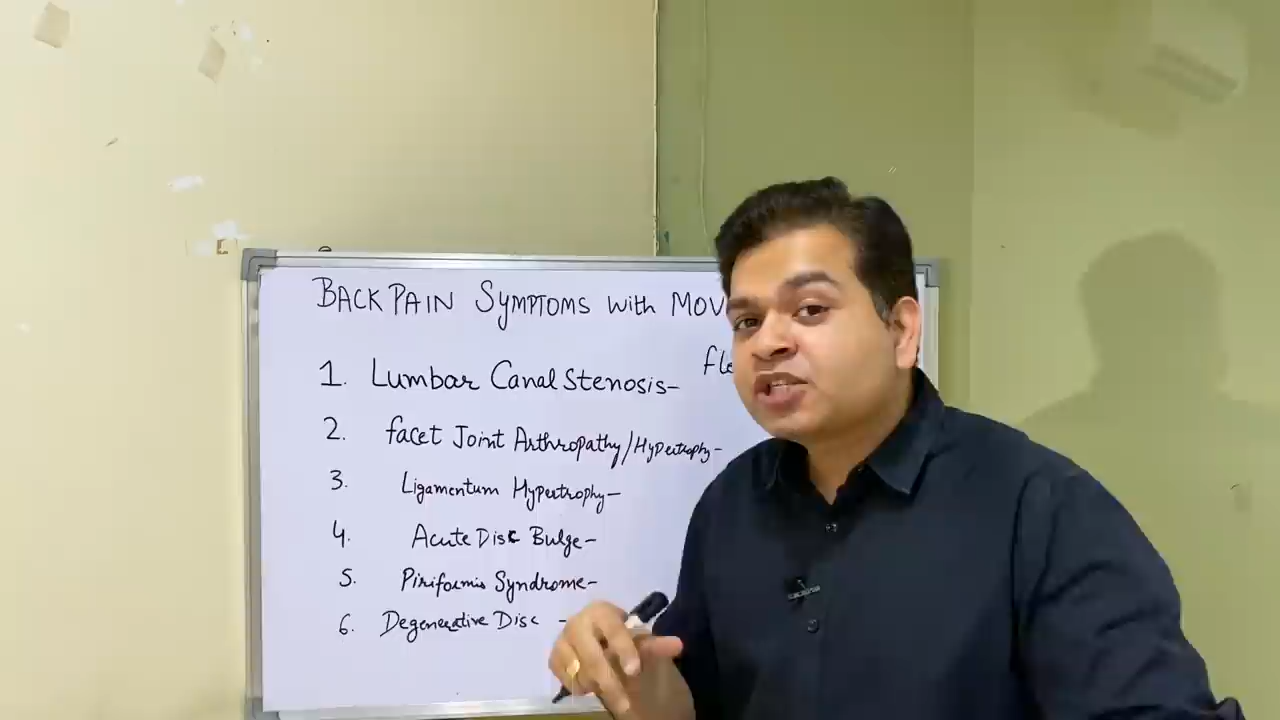 BACK PAIN SYMPTOMS with MOV
fle
1. Lumbar Canal Stenosis-
2. facet Joint Arthropathy/Hypertrophy-
3. Ligamentum Hypertrophy-
4. Acute Disc Bulge-
5. Piriformis Syndrome-
6. Degenerative Disc -